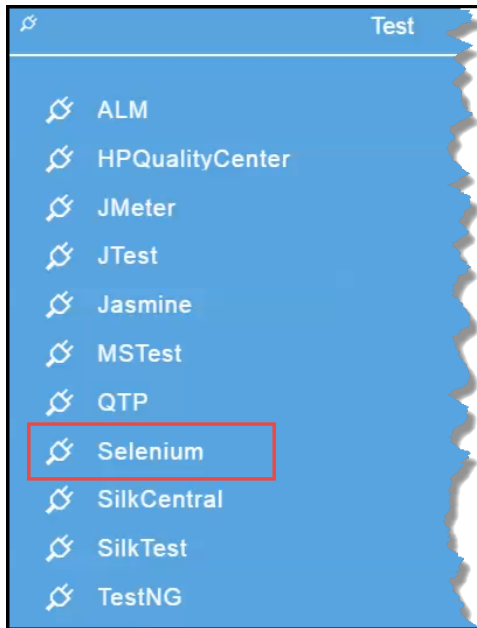 Test
ALM
HPQualityCenter
JMeter
JTest
Jasmine
MSTest
QTP
Selenium
SilkCentral
SilkTest
TestNG